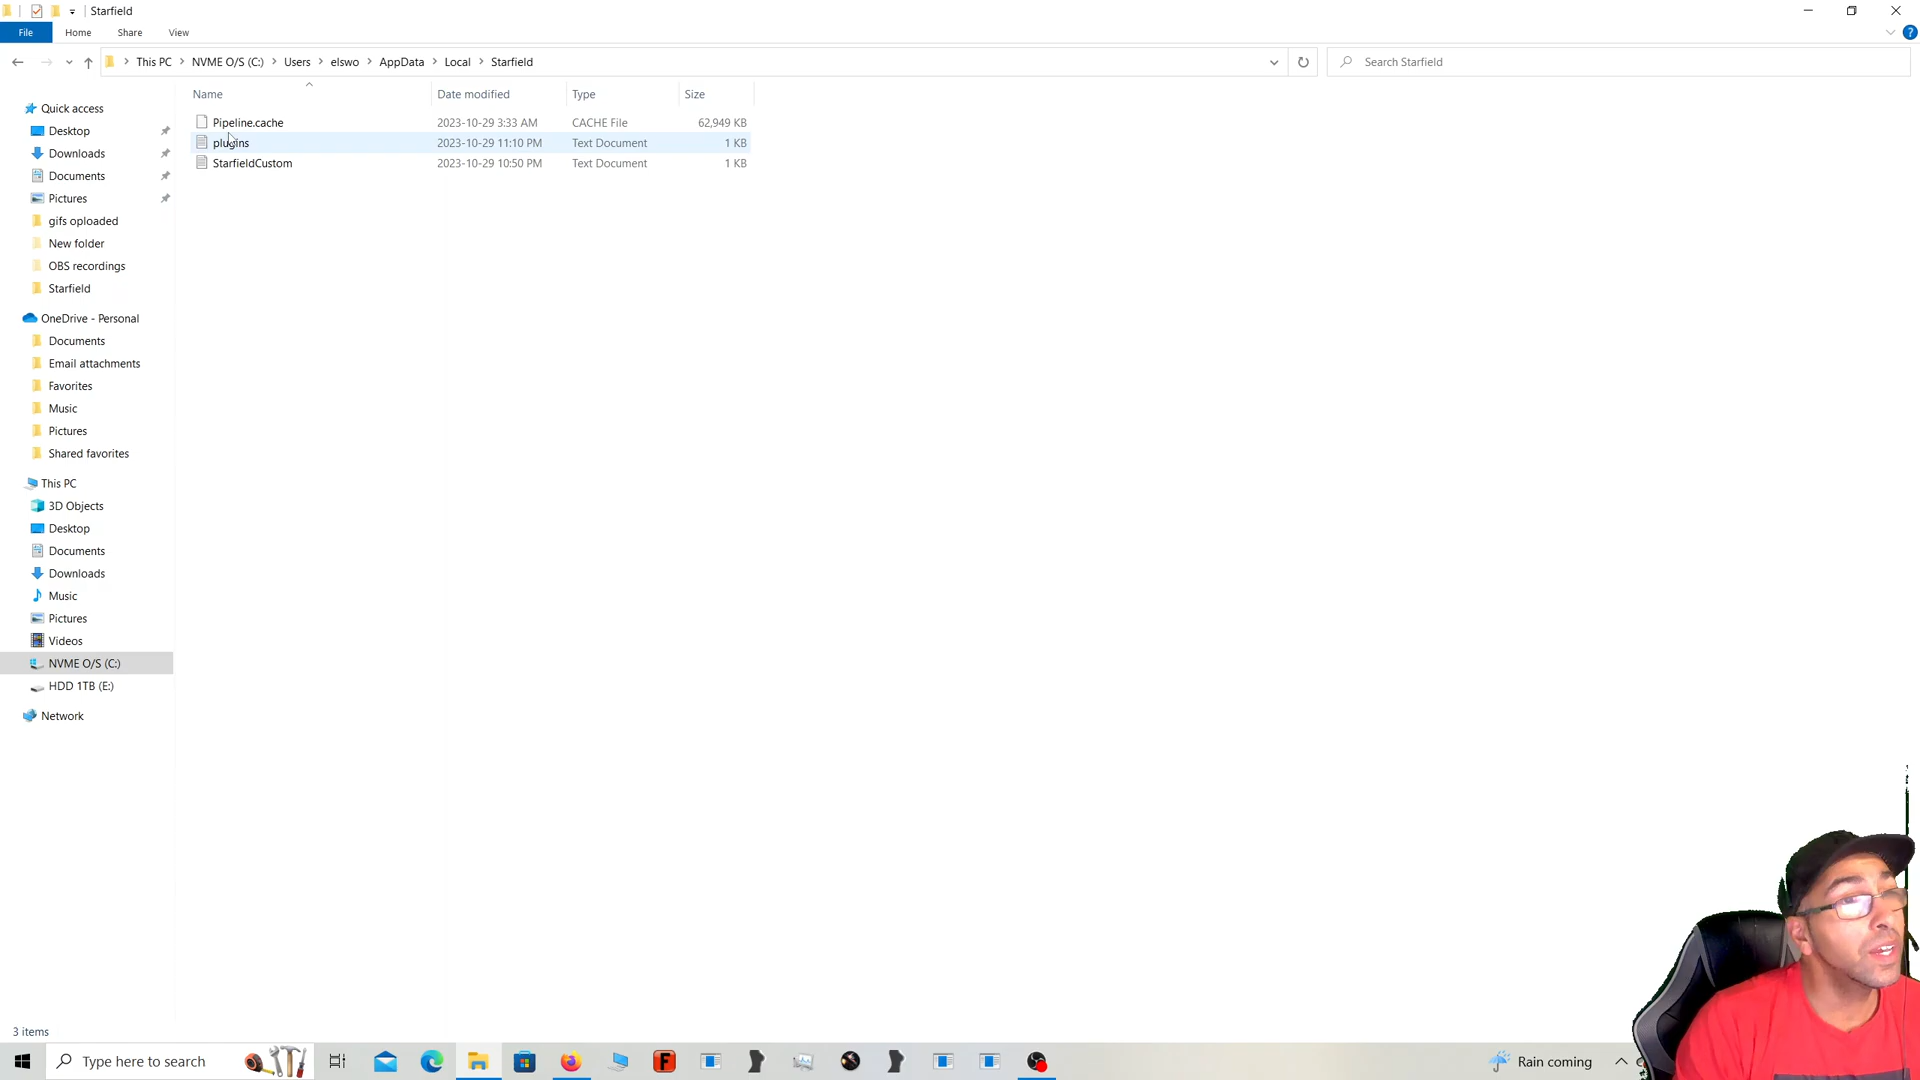 Starfield
File Home Share View
This PC NVME O/S (C:) Users elswo AppData Local Starfield
Search Starfield
Name Date modified Type Size
Pipeline.cache 2023-10-29 3:33 AM CACHE File 62,949 KB
plugins 2023-10-29 11:10 PM Text Document 1 KB
StarfieldCustom 2023-10-29 10:50 PM Text Document 1 KB
Quick access
Desktop
Downloads
Documents
Pictures
gifs oploaded
New folder
OBS recordings
Starfield
OneDrive - Personal
Documents
Email attachments
Favorites
Music
Pictures
Shared favorites
This PC
3D Objects
Desktop
Documents
Downloads
Music
Pictures
Videos
NVME O/S (C:)
HDD 1TB (E:)
Network
3 items
Type here to search
Rain coming